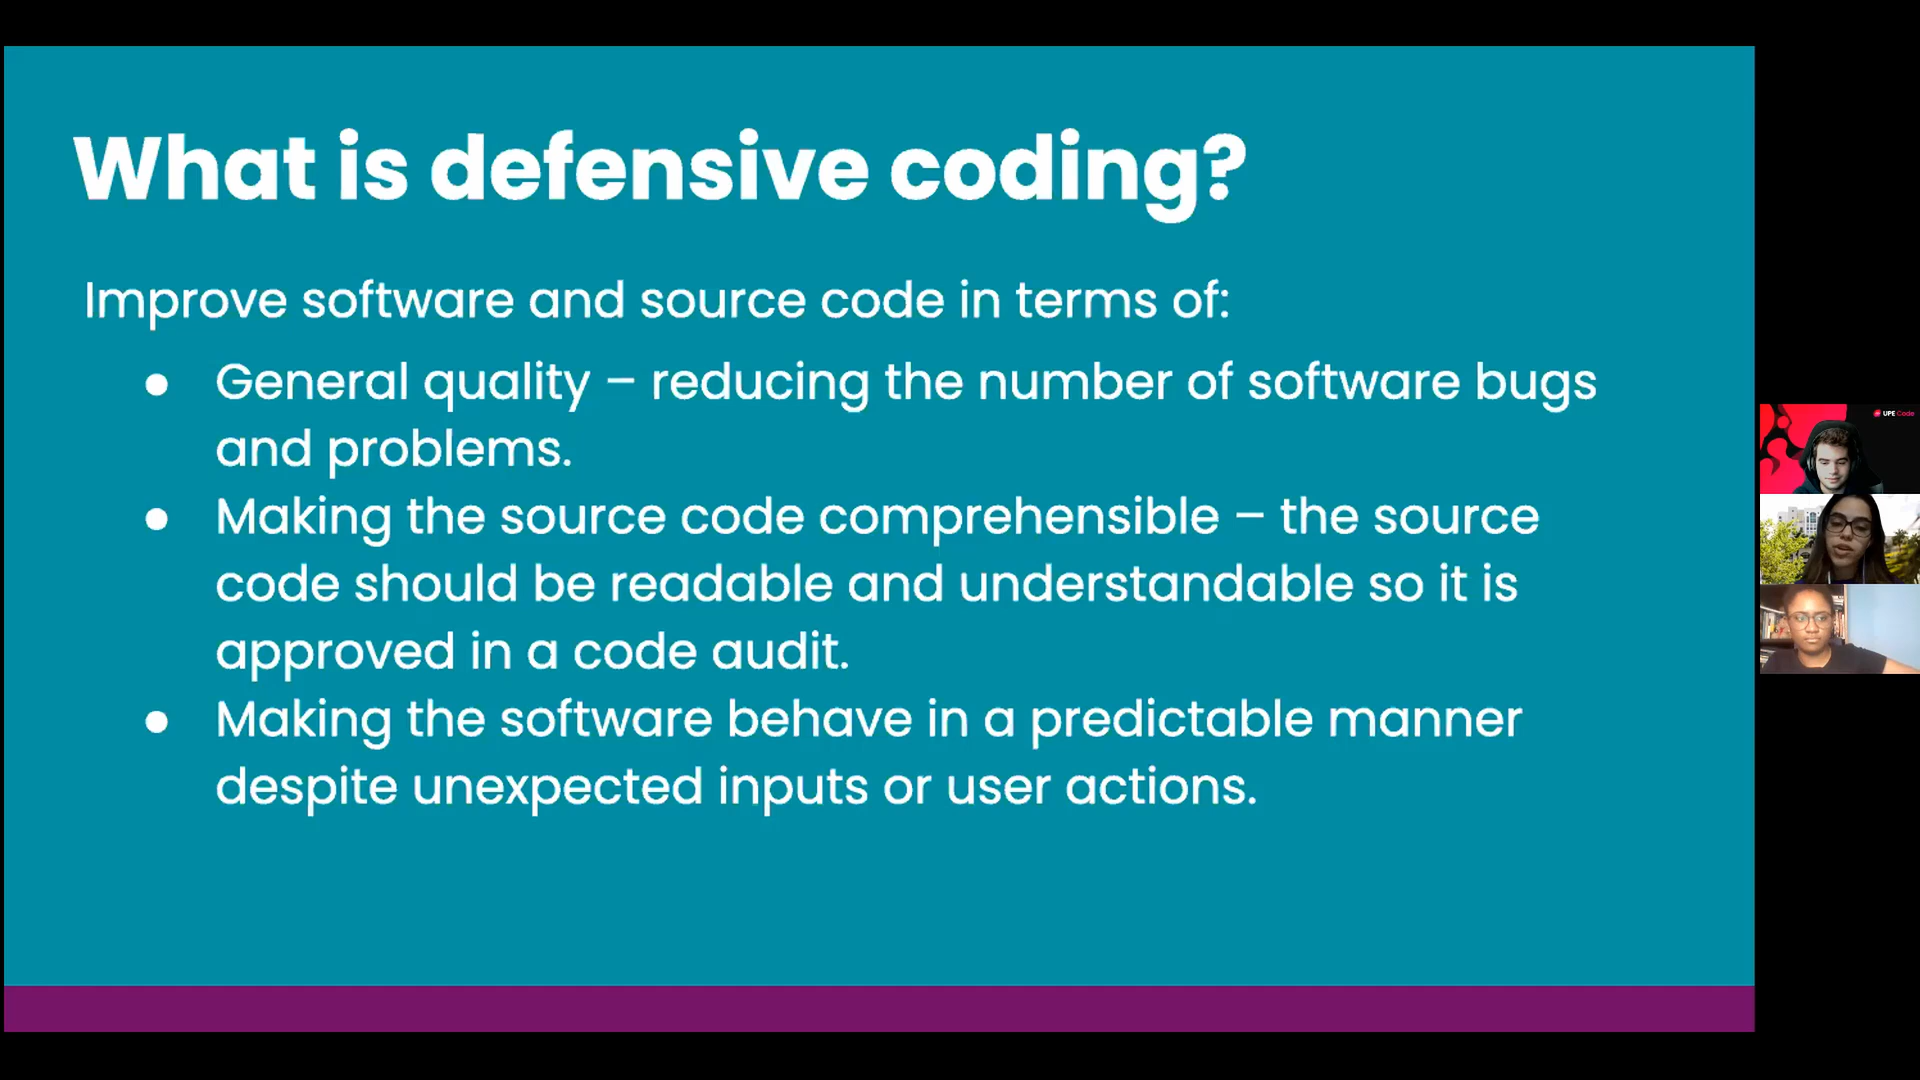 What is defensive coding?
Improve software and source code in terms of:
● General quality – reducing the number of software bugs
and problems.
● Making the source code comprehensible – the source
code should be readable and understandable so it is
approved in a code audit.
● Making the software behave in a predictable manner
despite unexpected inputs or user actions.
UPE Code